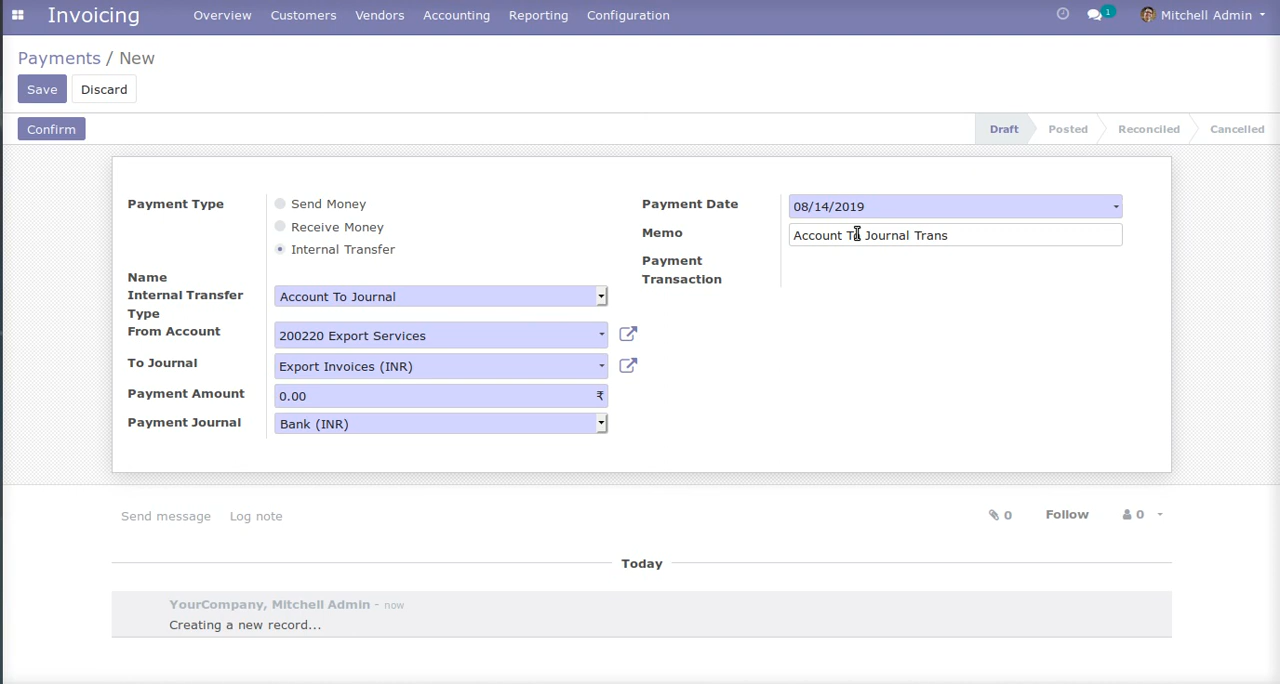 Invoicing Overview Customers Vendors Accounting Reporting Configuration 1 Mitchell Admin
Payments / New
Save Discard
Confirm Draft Posted Reconciled Cancelled
Payment Type
Send Money
Receive Money
Internal Transfer
Name
Internal Transfer Type
Account To Journal
From Account
200220 Export Services
To Journal
Export Invoices (INR)
Payment Amount
0.00 ₹
Payment Journal
Bank (INR)
Payment Date
08/14/2019
Memo
Account To Journal Trans
Payment
Transaction
Send message Log note 0 Follow 0
Today
YourCompany, Mitchell Admin - now
Creating a new record...